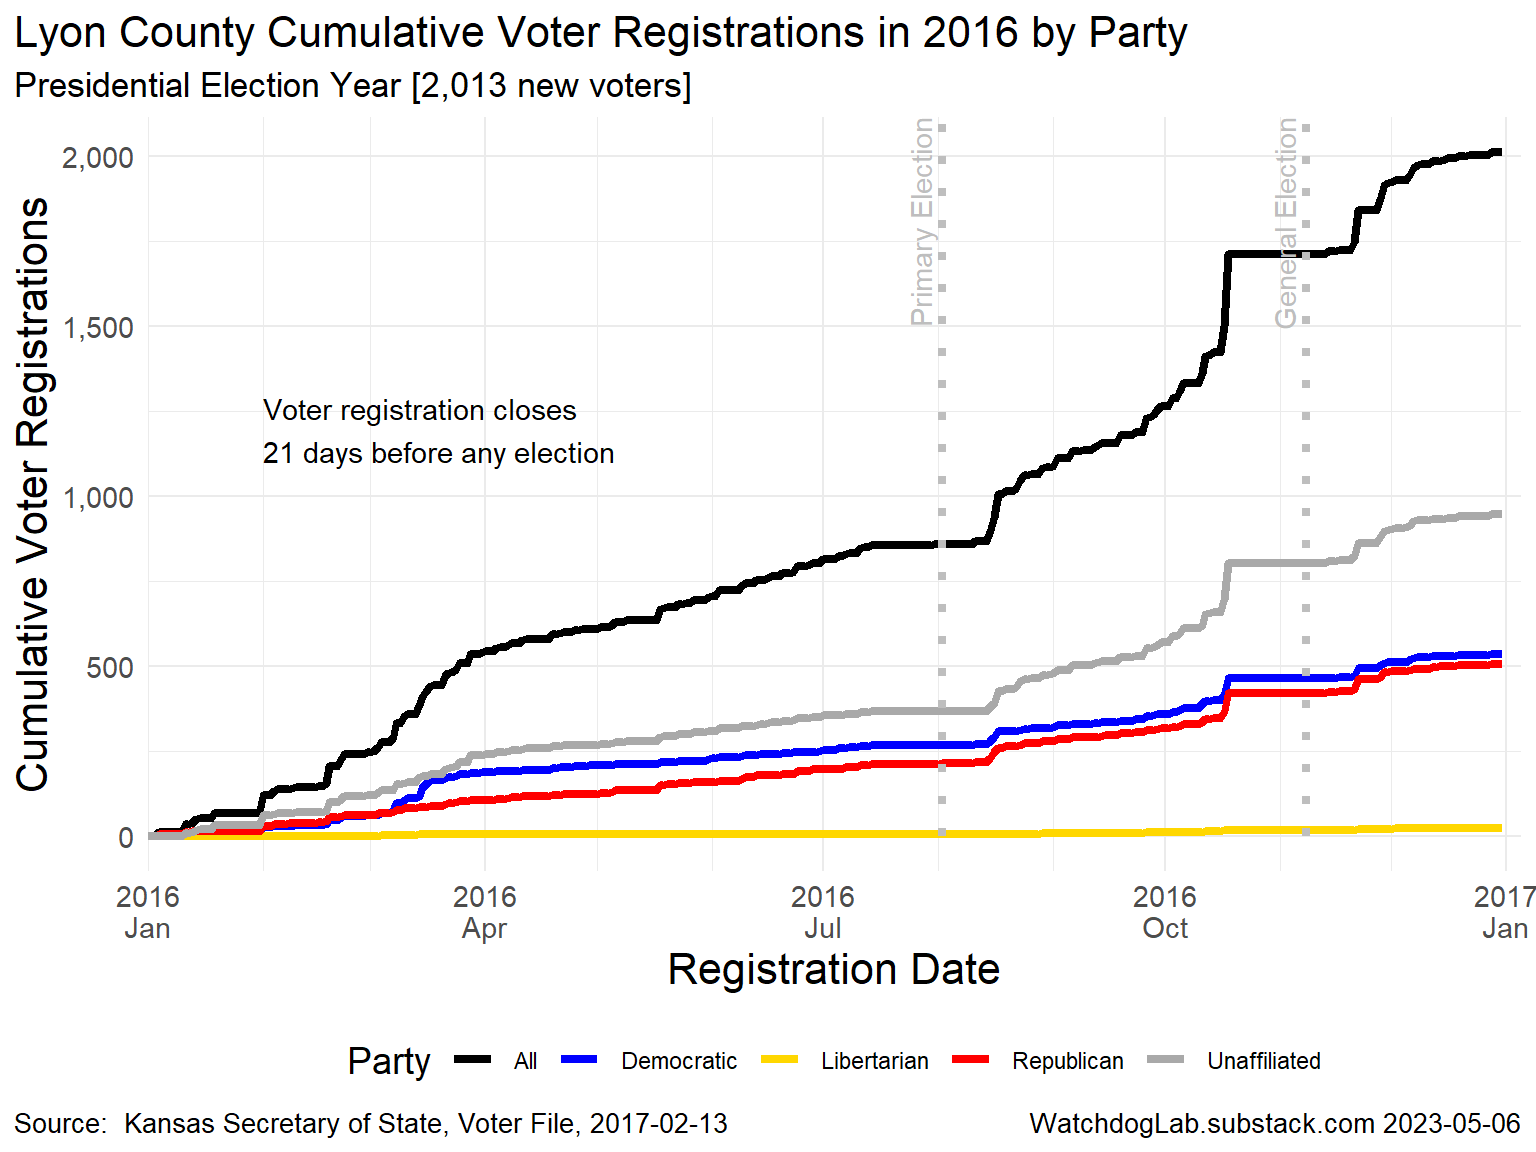 Lyon County Cumulative Voter Registrations in 2016 by Party
Presidential Election Year [2,013 new voters]
Cumulative Voter Registrations
2,000
1,500
1,000
500
0
Primary Election
General Election
Voter registration closes
21 days before any election
2016
Jan
2016
Apr
2016
Jul
2016
Oct
2017
Jan
Registration Date
Party
All
Democratic
Libertarian
Republican
Unaffiliated
Source:  Kansas Secretary of State, Voter File, 2017-02-13
WatchdogLab.substack.com 2023-05-06